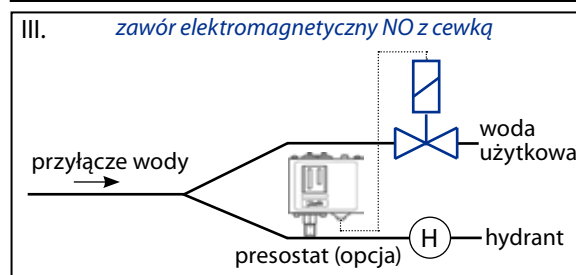 III.
zawór elektromagnetyczny NO z cewką
woda
użytkowa
przyłącze wody
H
hydrant
presostat (opcja)